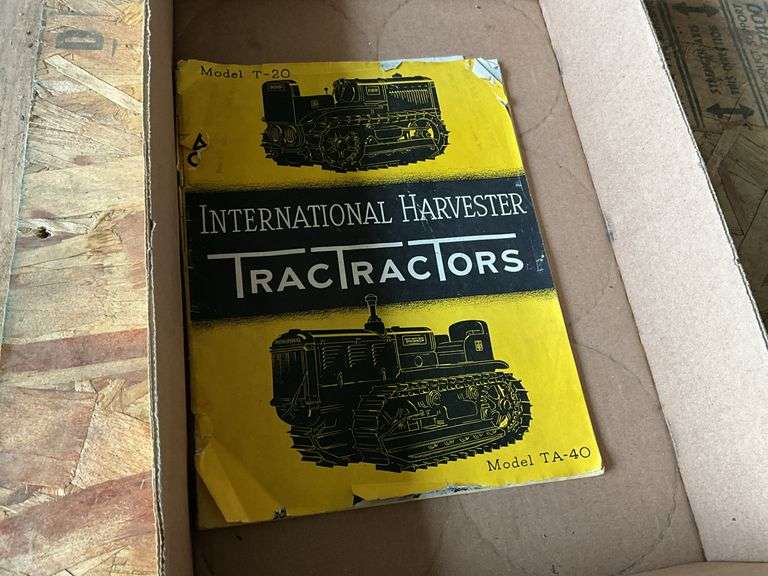 Model T-20
INTERNATIONAL HARVESTER
TRACTRACTORS
Model TA-40